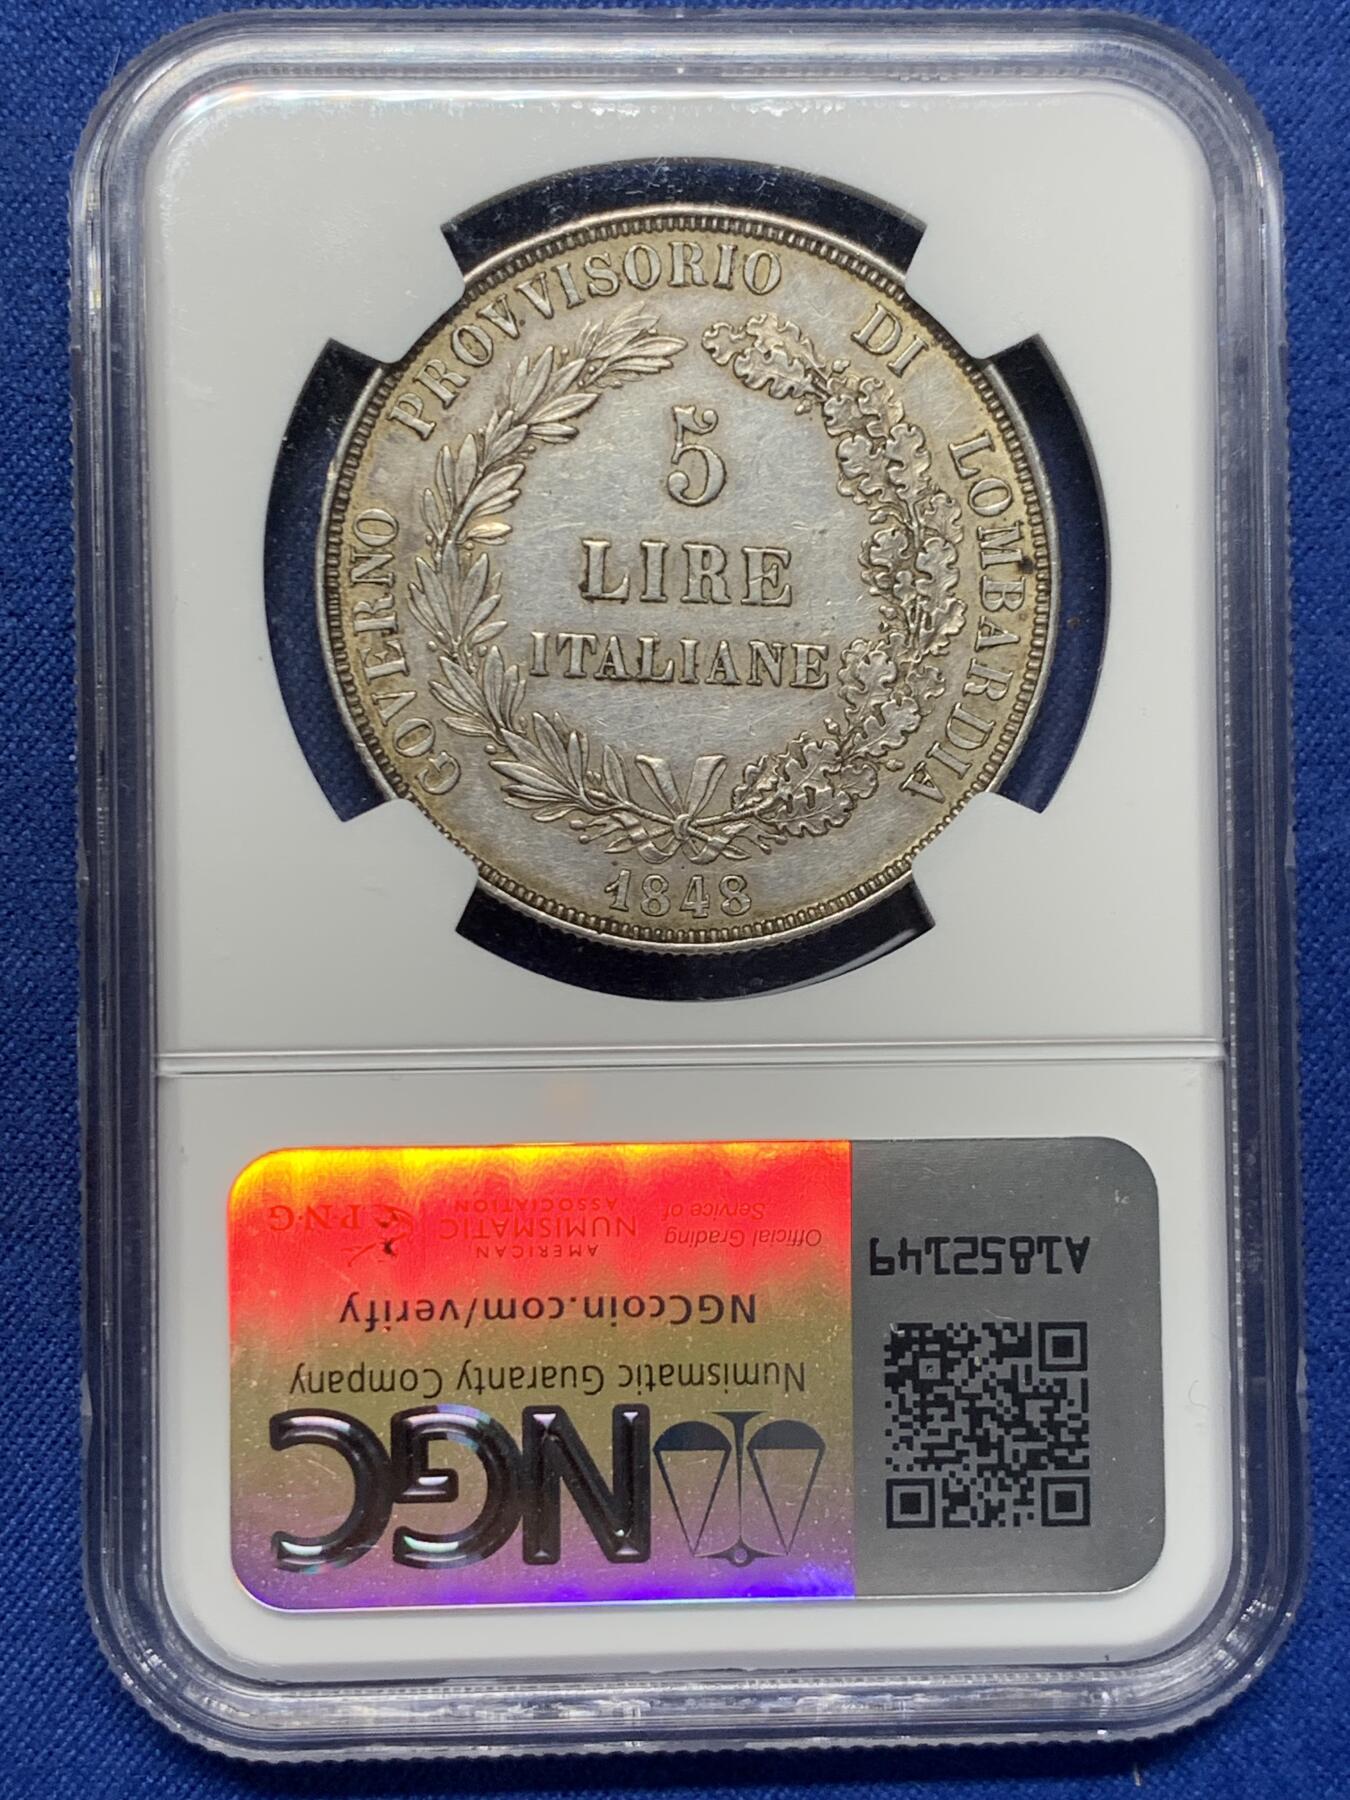 GOVERNO PROVVISORIO DI LOMBARDIA
5
LIRE
ITALIANE
1848
NGC
Numismatic Guaranty Company
NGCcoin.com/verify
Official Grading
Service of
AMERICAN
NUMISMATIC
ASSOCIATION
P·N·G
A1852149